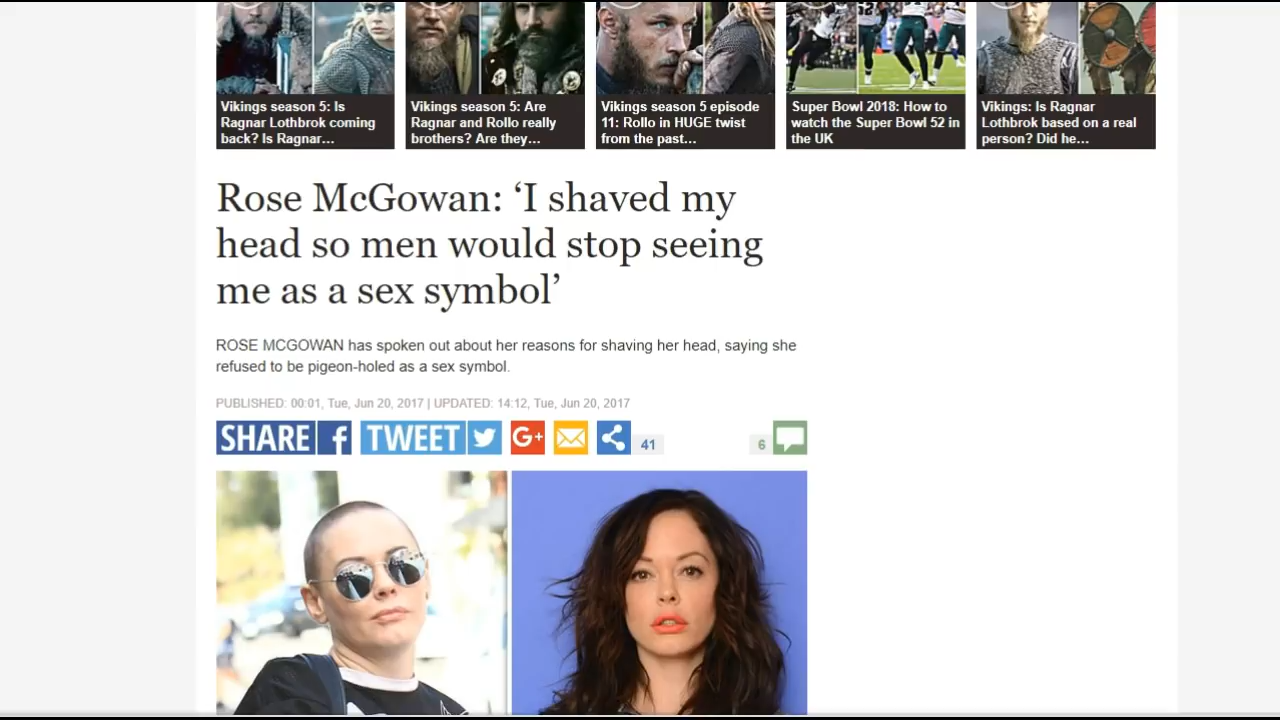 Vikings season 5: Is
Ragnar Lothbrok coming
back? Is Ragnar...
Vikings season 5: Are
Ragnar and Rollo really
brothers? Are they...
Vikings season 5 episode
11: Rollo in HUGE twist
from the past...
Super Bowl 2018: How to
watch the Super Bowl 52 in
the UK
Vikings: Is Ragnar
Lothbrok based on a real
person? Did he...
Rose McGowan: ‘I shaved my
head so men would stop seeing
me as a sex symbol’
ROSE MCGOWAN has spoken out about her reasons for shaving her head, saying she
refused to be pigeon-holed as a sex symbol.
PUBLISHED: 00:01, Tue, Jun 20, 2017 | UPDATED: 14:12, Tue, Jun 20, 2017
SHARE f TWEET G+ 41 6